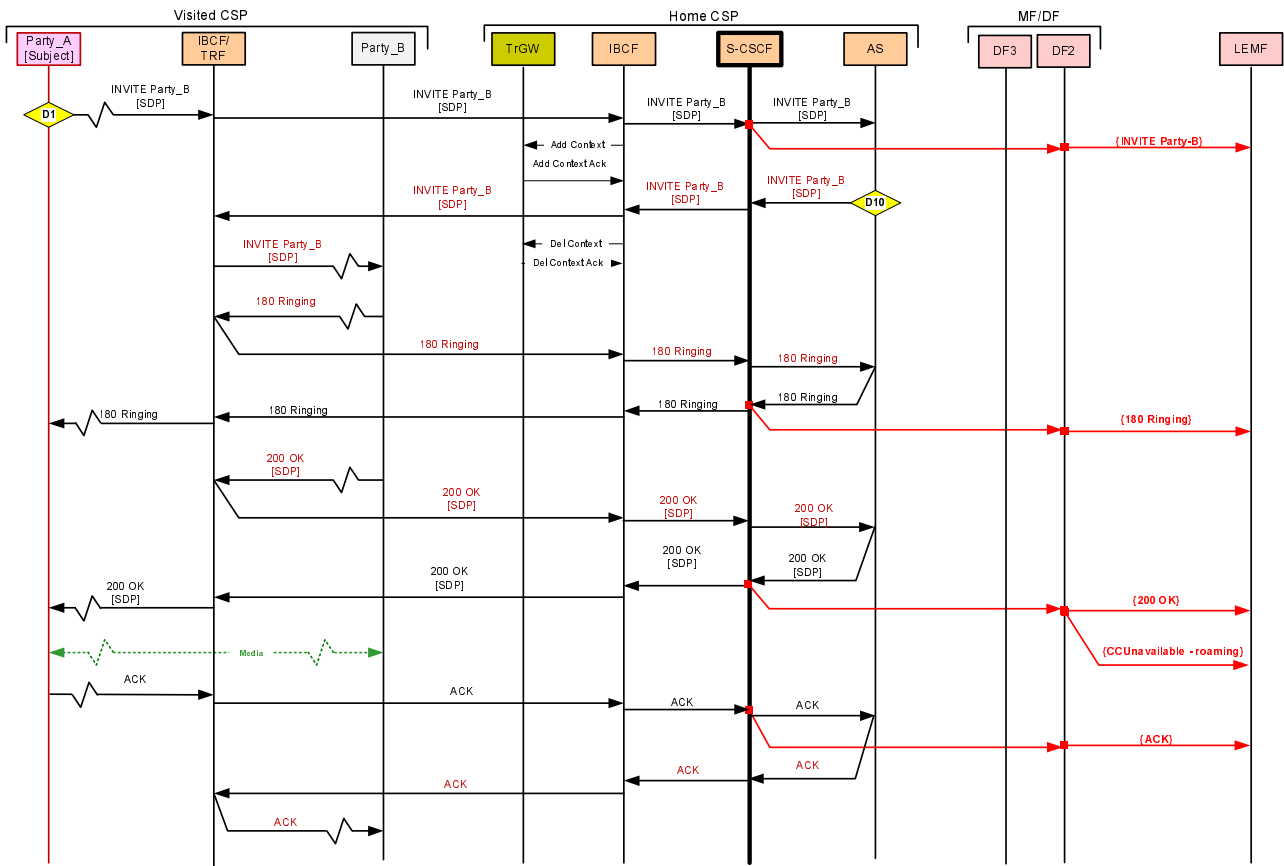 Visited CSP
Home CSP
MF/DF
Party_A
[Subject]
IBCF/
TRF
Party_B
TrGW
IBCF
S-CSCF
AS
DF3
DF2
LEMF
D1
INVITE Party_B
[SDP]
INVITE Party_B
[SDP]
INVITE Party_B
[SDP]
INVITE Party_B
[SDP]
{INVITE Party-B}
Add Context
Add Context Ack
INVITE Party_B
[SDP]
INVITE Party_B
[SDP]
INVITE Party_B
[SDP]
D10
INVITE Party_B
[SDP]
Del Context
Del Context Ack
180 Ringing
180 Ringing
180 Ringing
180 Ringing
180 Ringing
180 Ringing
180 Ringing
180 Ringing
{180 Ringing}
200 OK
[SDP]
200 OK
[SDP]
200 OK
[SDP]
200 OK
[SDP]
200 OK
[SDP]
200 OK
[SDP]
200 OK
[SDP]
200 OK
[SDP]
{200 OK}
Media
{CCUnavailable - roaming}
ACK
ACK
ACK
ACK
{ACK}
ACK
ACK
ACK
ACK